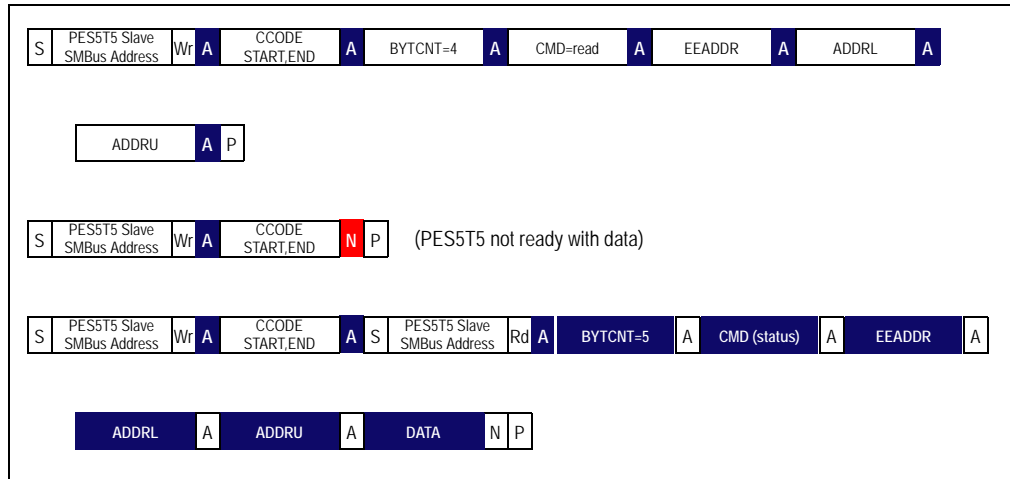 S PES5T5 Slave SMBus Address Wr A CCODE START,END A BYTCNT=4 A CMD=read A EEADDR A ADDRL A
ADDRU A P
S PES5T5 Slave SMBus Address Wr A CCODE START,END N P (PES5T5 not ready with data)
S PES5T5 Slave SMBus Address Wr A CCODE START,END A S PES5T5 Slave SMBus Address Rd A BYTCNT=5 A CMD (status) A EEADDR A
ADDRL A ADDRU A DATA N P